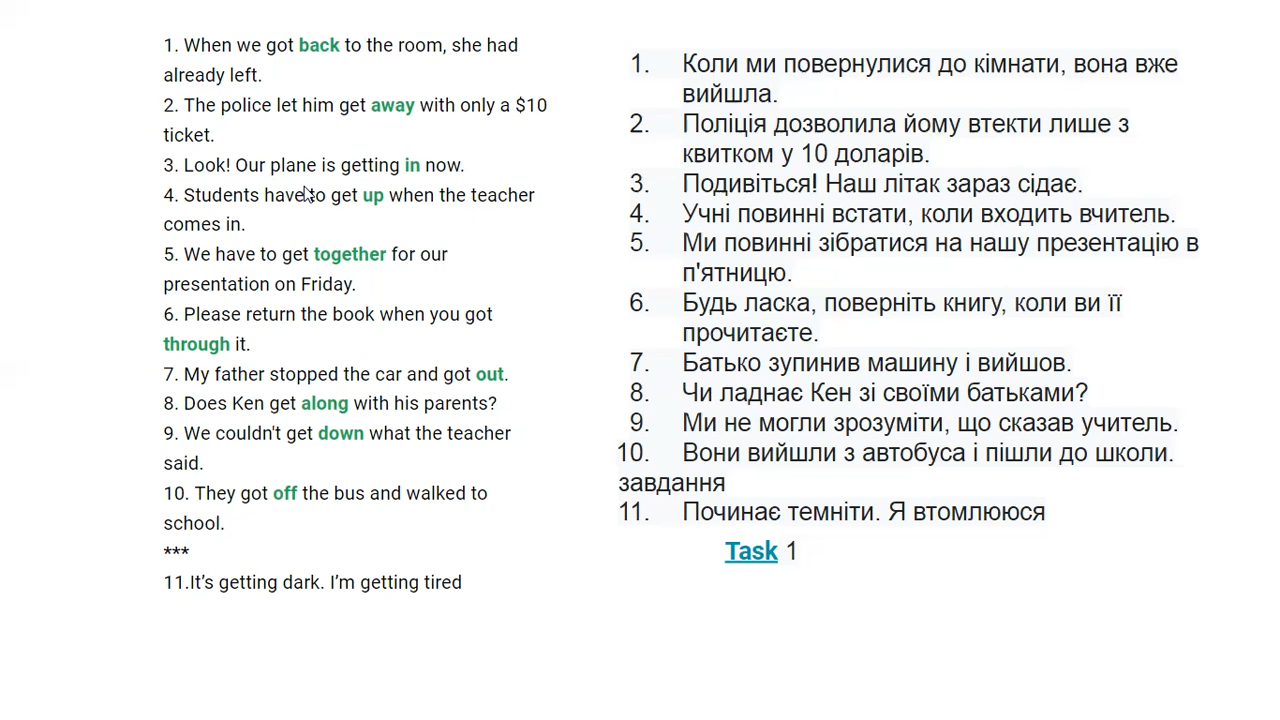 1. When we got back to the room, she had
already left.
2. The police let him get away with only a $10
ticket.
3. Look! Our plane is getting in now.
4. Students have to get up when the teacher
comes in.
5. We have to get together for our
presentation on Friday.
6. Please return the book when you got
through it.
7. My father stopped the car and got out.
8. Does Ken get along with his parents?
9. We couldn't get down what the teacher
said.
10. They got off the bus and walked to
school.
***
11.It’s getting dark. I’m getting tired
1. Коли ми повернулися до кімнати, вона вже
вийшла.
2. Поліція дозволила йому втекти лише з
квитком у 10 доларів.
3. Подивіться! Наш літак зараз сідає.
4. Учні повинні встати, коли входить вчитель.
5. Ми повинні зібратися на нашу презентацію в
п'ятницю.
6. Будь ласка, поверніть книгу, коли ви її
прочитаєте.
7. Батько зупинив машину і вийшов.
8. Чи ладнає Кен зі своїми батьками?
9. Ми не могли зрозуміти, що сказав учитель.
10. Вони вийшли з автобуса і пішли до школи.
завдання
11. Починає темніти. Я втомлююся
Task 1